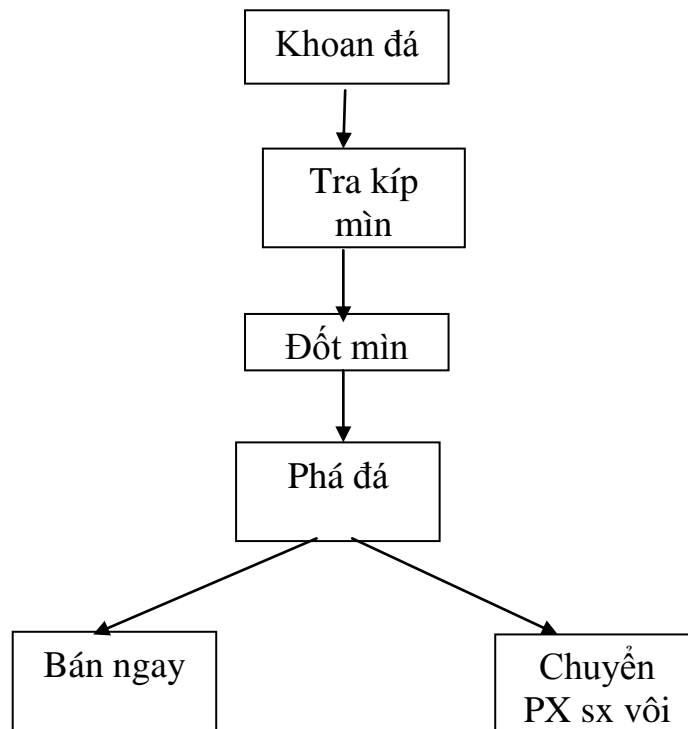 Khoan đá
Tra kíp
mìn
Đốt mìn
Phá đá
Bán ngay
Chuyển
PX sx vôi